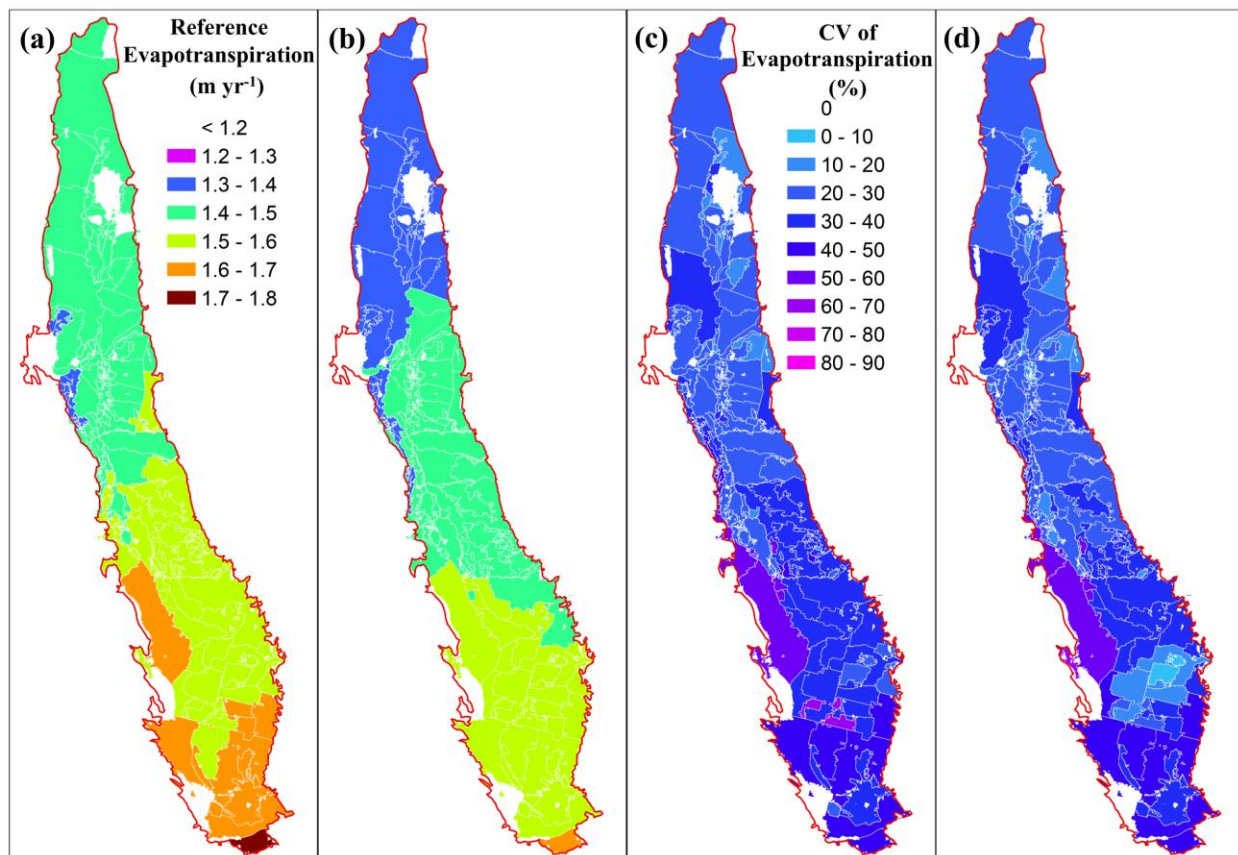 (a)
Reference
Evapotranspiration
(m yr-1)
< 1.2
1.2 - 1.3
1.3 - 1.4
1.4 - 1.5
1.5 - 1.6
1.6 - 1.7
1.7 - 1.8
(b)
(c)
CV of
Evapotranspiration
(%)
0
0 - 10
10 - 20
20 - 30
30 - 40
40 - 50
50 - 60
60 - 70
70 - 80
80 - 90
(d)